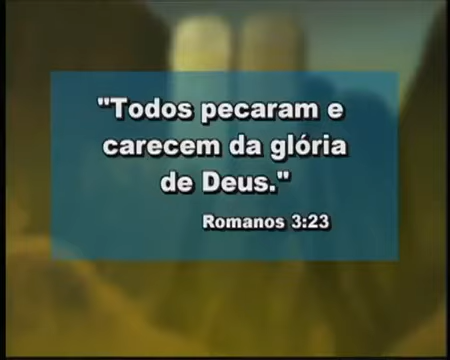 "Todos pecaram e
carecem da glória
de Deus."
Romanos 3:23